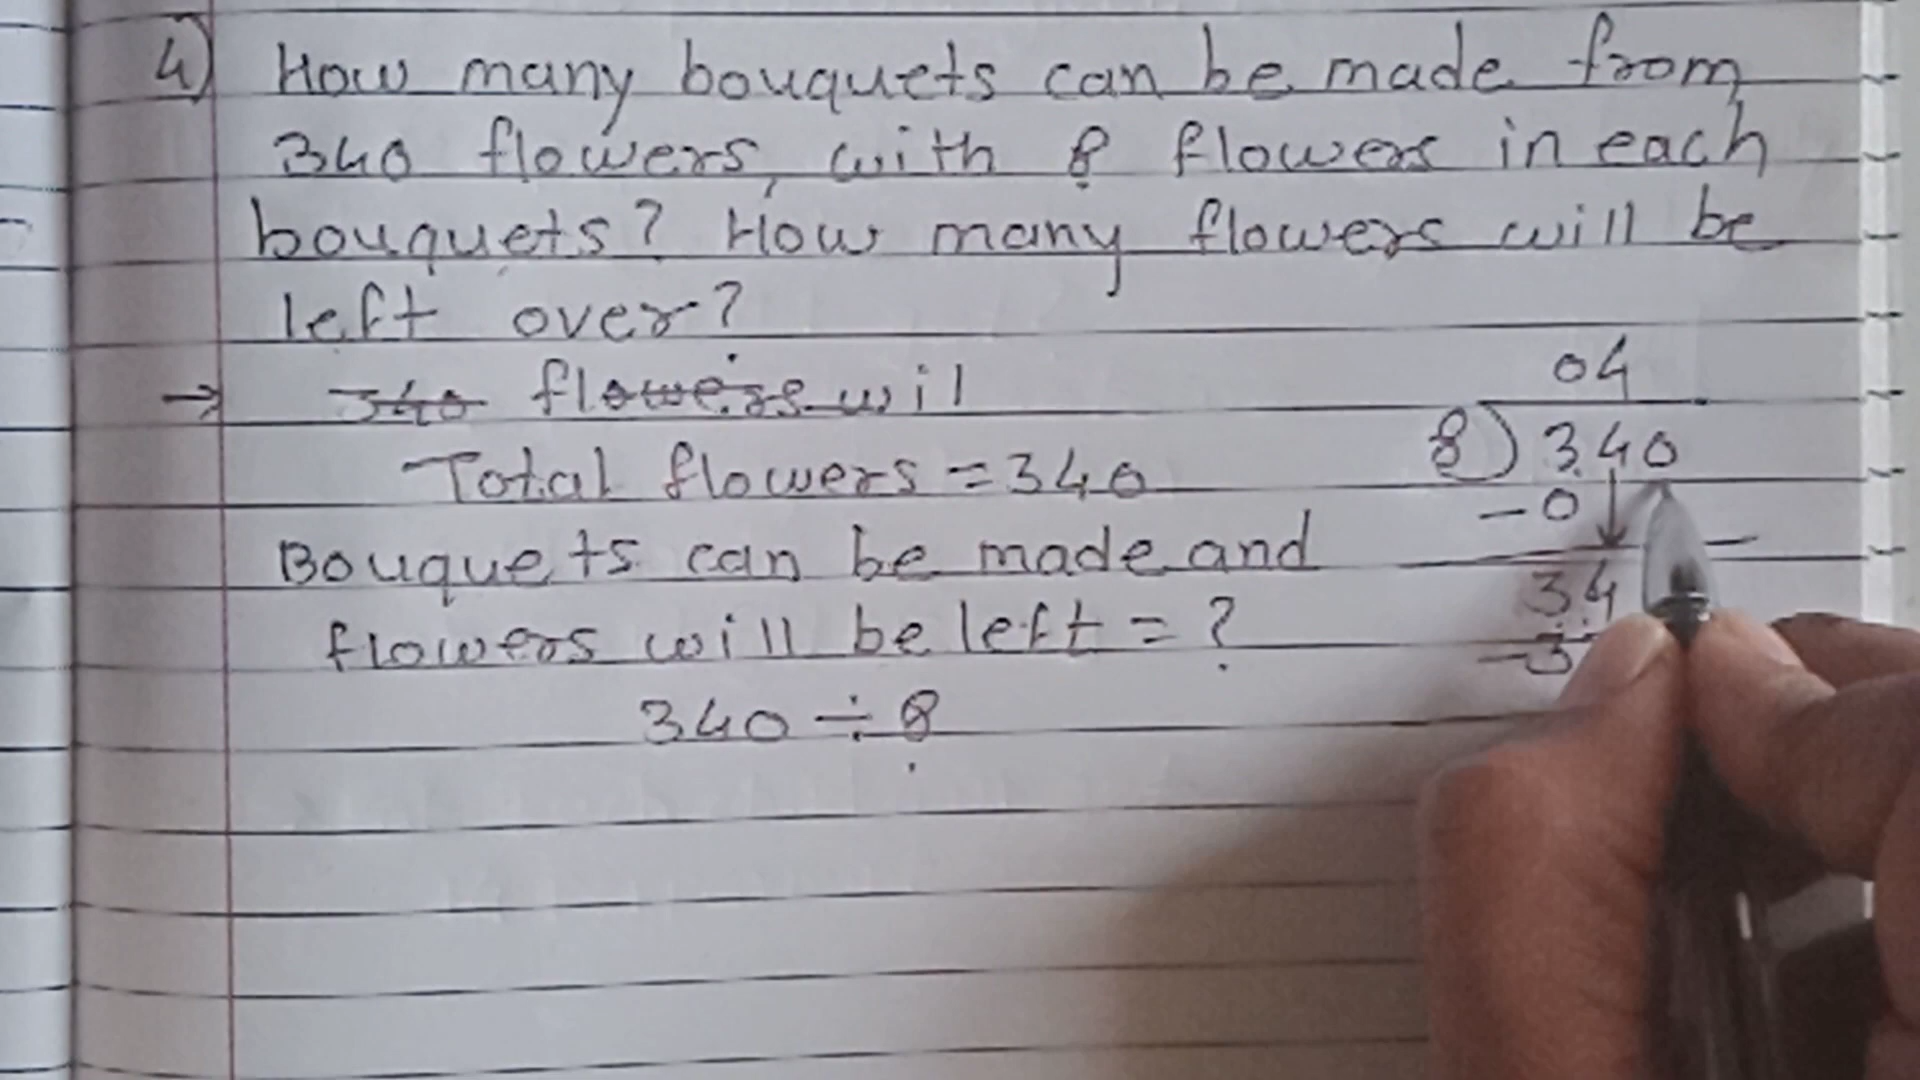 4) How many bouquets can be made from
340 flowers, with 8 flowers in each
bouquets? How many flowers will be
left over?
→ 340 flowers wil
Total flowers = 340
Bouquets can be made and
flowers will be left = ?
340 ÷ 8
04
8) 340
- 0
34
- 3